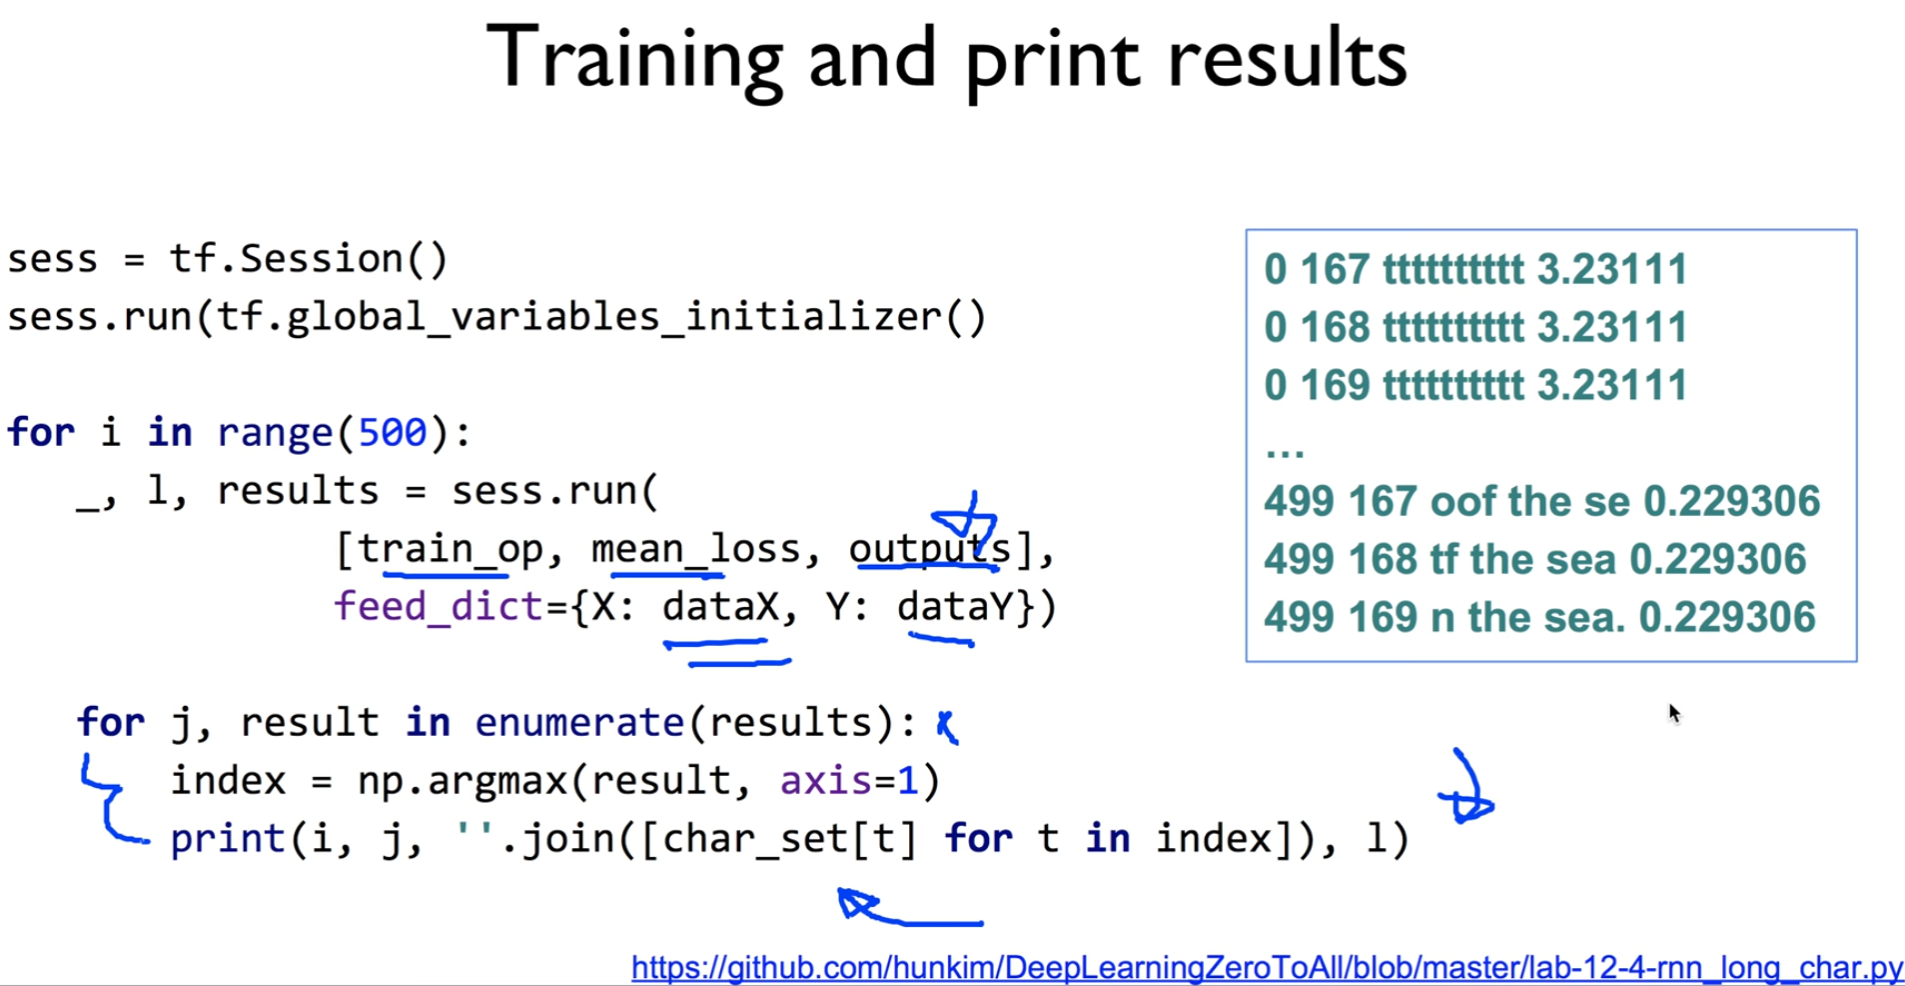 Training and print results
sess = tf.Session()
sess.run(tf.global_variables_initializer()
for i in range(500):
_, l, results = sess.run(
[train_op, mean_loss, outputs],
feed_dict={X: dataX, Y: dataY})
for j, result in enumerate(results):
index = np.argmax(result, axis=1)
print(i, j, ''.join([char_set[t] for t in index]), l)
0 167 tttttttttt 3.23111
0 168 tttttttttt 3.23111
0 169 tttttttttt 3.23111
…
499 167 oof the se 0.229306
499 168 tf the sea 0.229306
499 169 n the sea. 0.229306
https://github.com/hunkim/DeepLearningZeroToAll/blob/master/lab-12-4-rnn_long_char.py